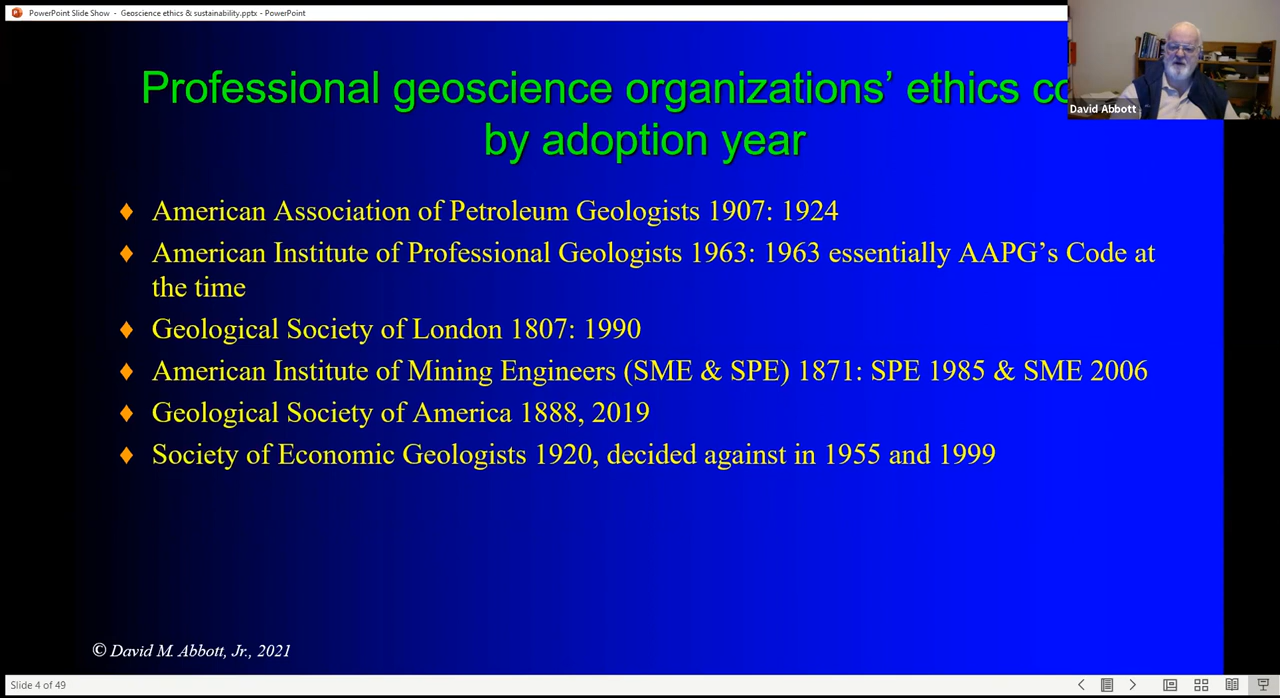 PowerPoint Slide Show - Geoscience ethics & sustainability.pptx - PowerPoint
Professional geoscience organizations’ ethics
David Abbott
by adoption year
♦ American Association of Petroleum Geologists 1907: 1924
♦ American Institute of Professional Geologists 1963: 1963 essentially AAPG’s Code at
the time
♦ Geological Society of London 1807: 1990
♦ American Institute of Mining Engineers (SME & SPE) 1871: SPE 1985 & SME 2006
♦ Geological Society of America 1888, 2019
♦ Society of Economic Geologists 1920, decided against in 1955 and 1999
© David M. Abbott, Jr., 2021
Slide 4 of 49